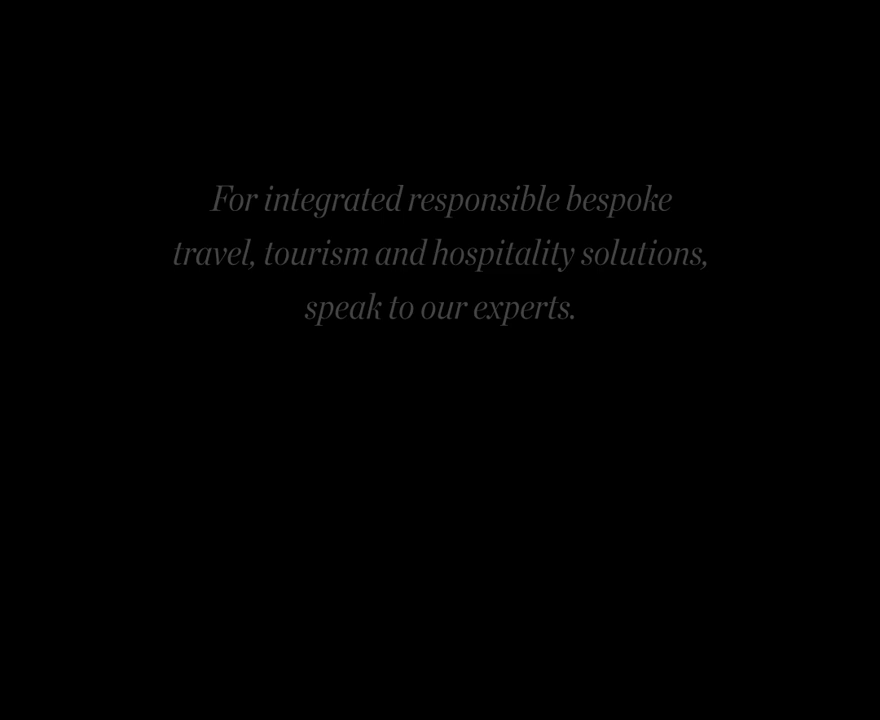 For integrated responsible bespoke
travel, tourism and hospitality solutions,
speak to our experts.